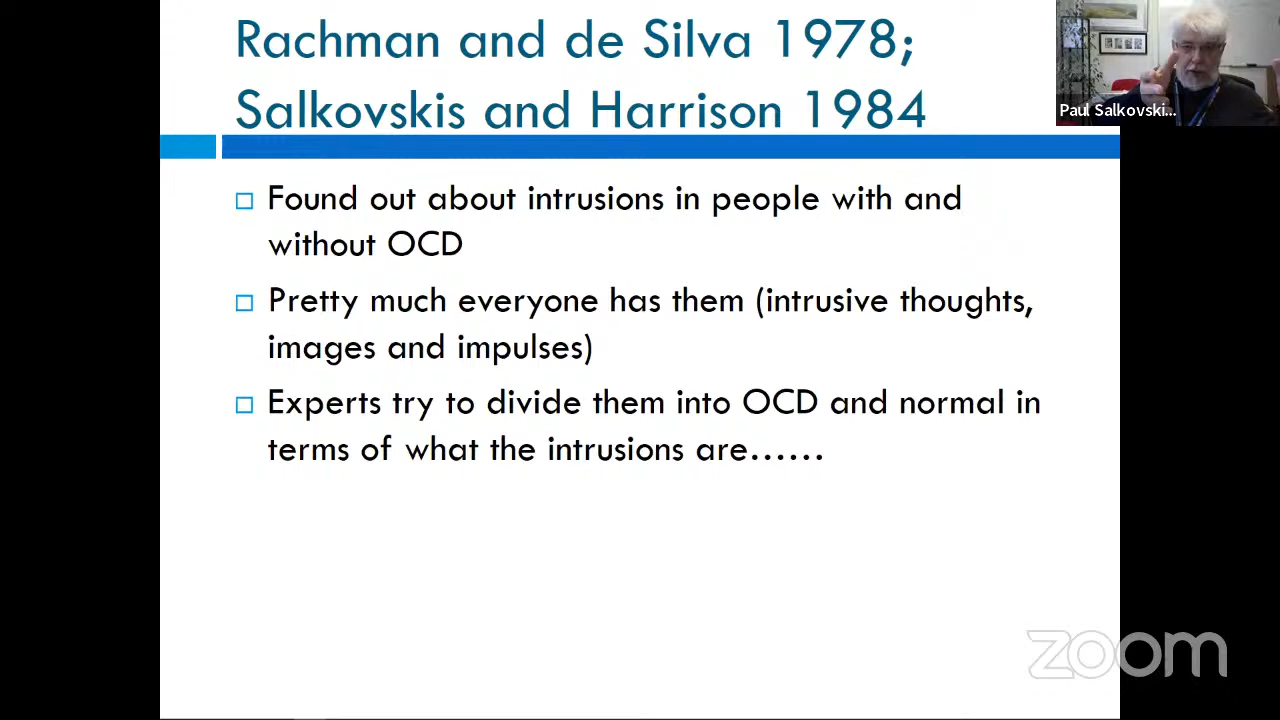 Rachman and de Silva 1978;
Salkovskis and Harrison 1984
Paul Salkovski...
Found out about intrusions in people with and
without OCD
Pretty much everyone has them (intrusive thoughts,
images and impulses)
Experts try to divide them into OCD and normal in
terms of what the intrusions are......
zoom